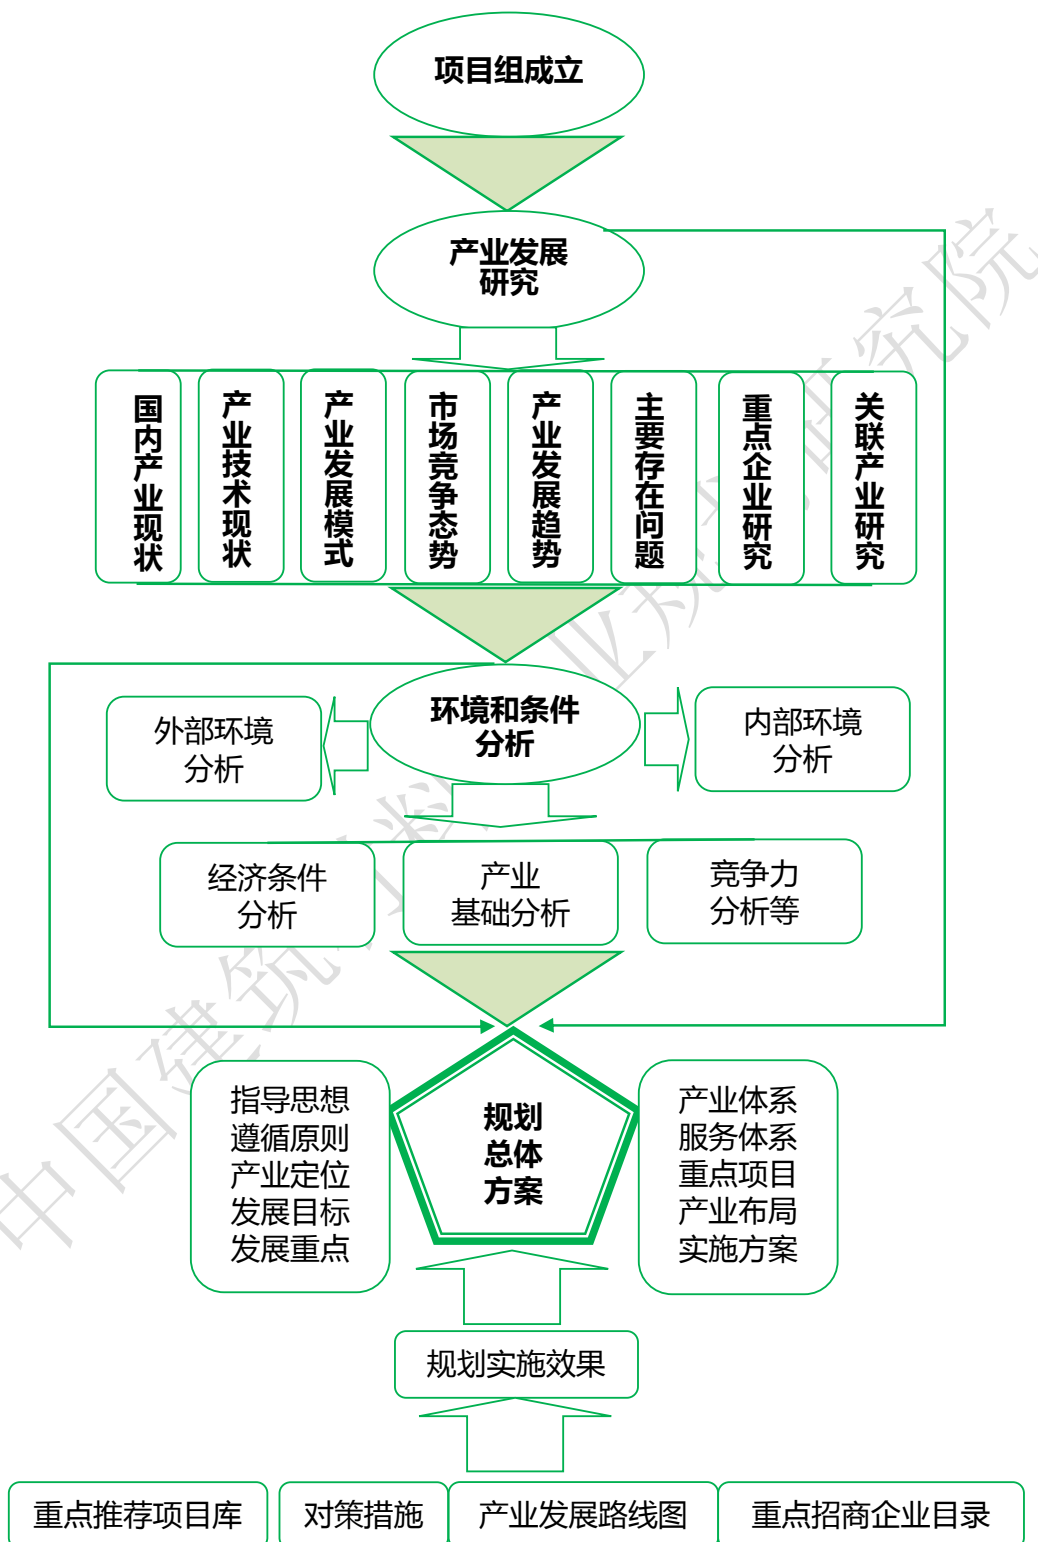 项目组成立
产业发展
研究
国内产业现状
产业技术现状
产业发展模式
市场竞争态势
产业发展趋势
主要存在问题
重点企业研究
关联产业研究
环境和条件
分析
外部环境
分析
内部环境
分析
经济条件
分析
产业
基础分析
竞争力
分析等
指导思想
遵循原则
产业定位
发展目标
发展重点
规划
总体
方案
产业体系
服务体系
重点项目
产业布局
实施方案
规划实施效果
重点推荐项目库
对策措施
产业发展路线图
重点招商企业目录